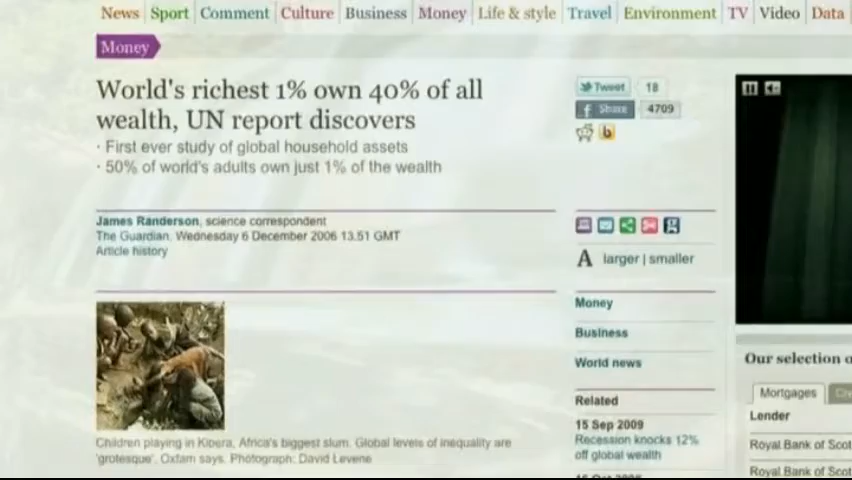 News Sport Comment Culture Business Money Life & style Travel Environment TV Video Data
Money
World's richest 1% own 40% of all
wealth, UN report discovers
· First ever study of global household assets
· 50% of world's adults own just 1% of the wealth
James Randerson, science correspondent
The Guardian, Wednesday 6 December 2006 13.51 GMT
Article history
Children playing in Kibera, Africa's biggest slum. Global levels of inequality are
'grotesque', Oxfam says. Photograph: David Levene
Tweet 18
f Share 4709
b
A larger | smaller
Money
Business
World news
Related
15 Sep 2009
Recession knocks 12%
off global wealth
Our selection
Mortgages
Lender
Royal Bank of Scot
Royal Bank of Scot